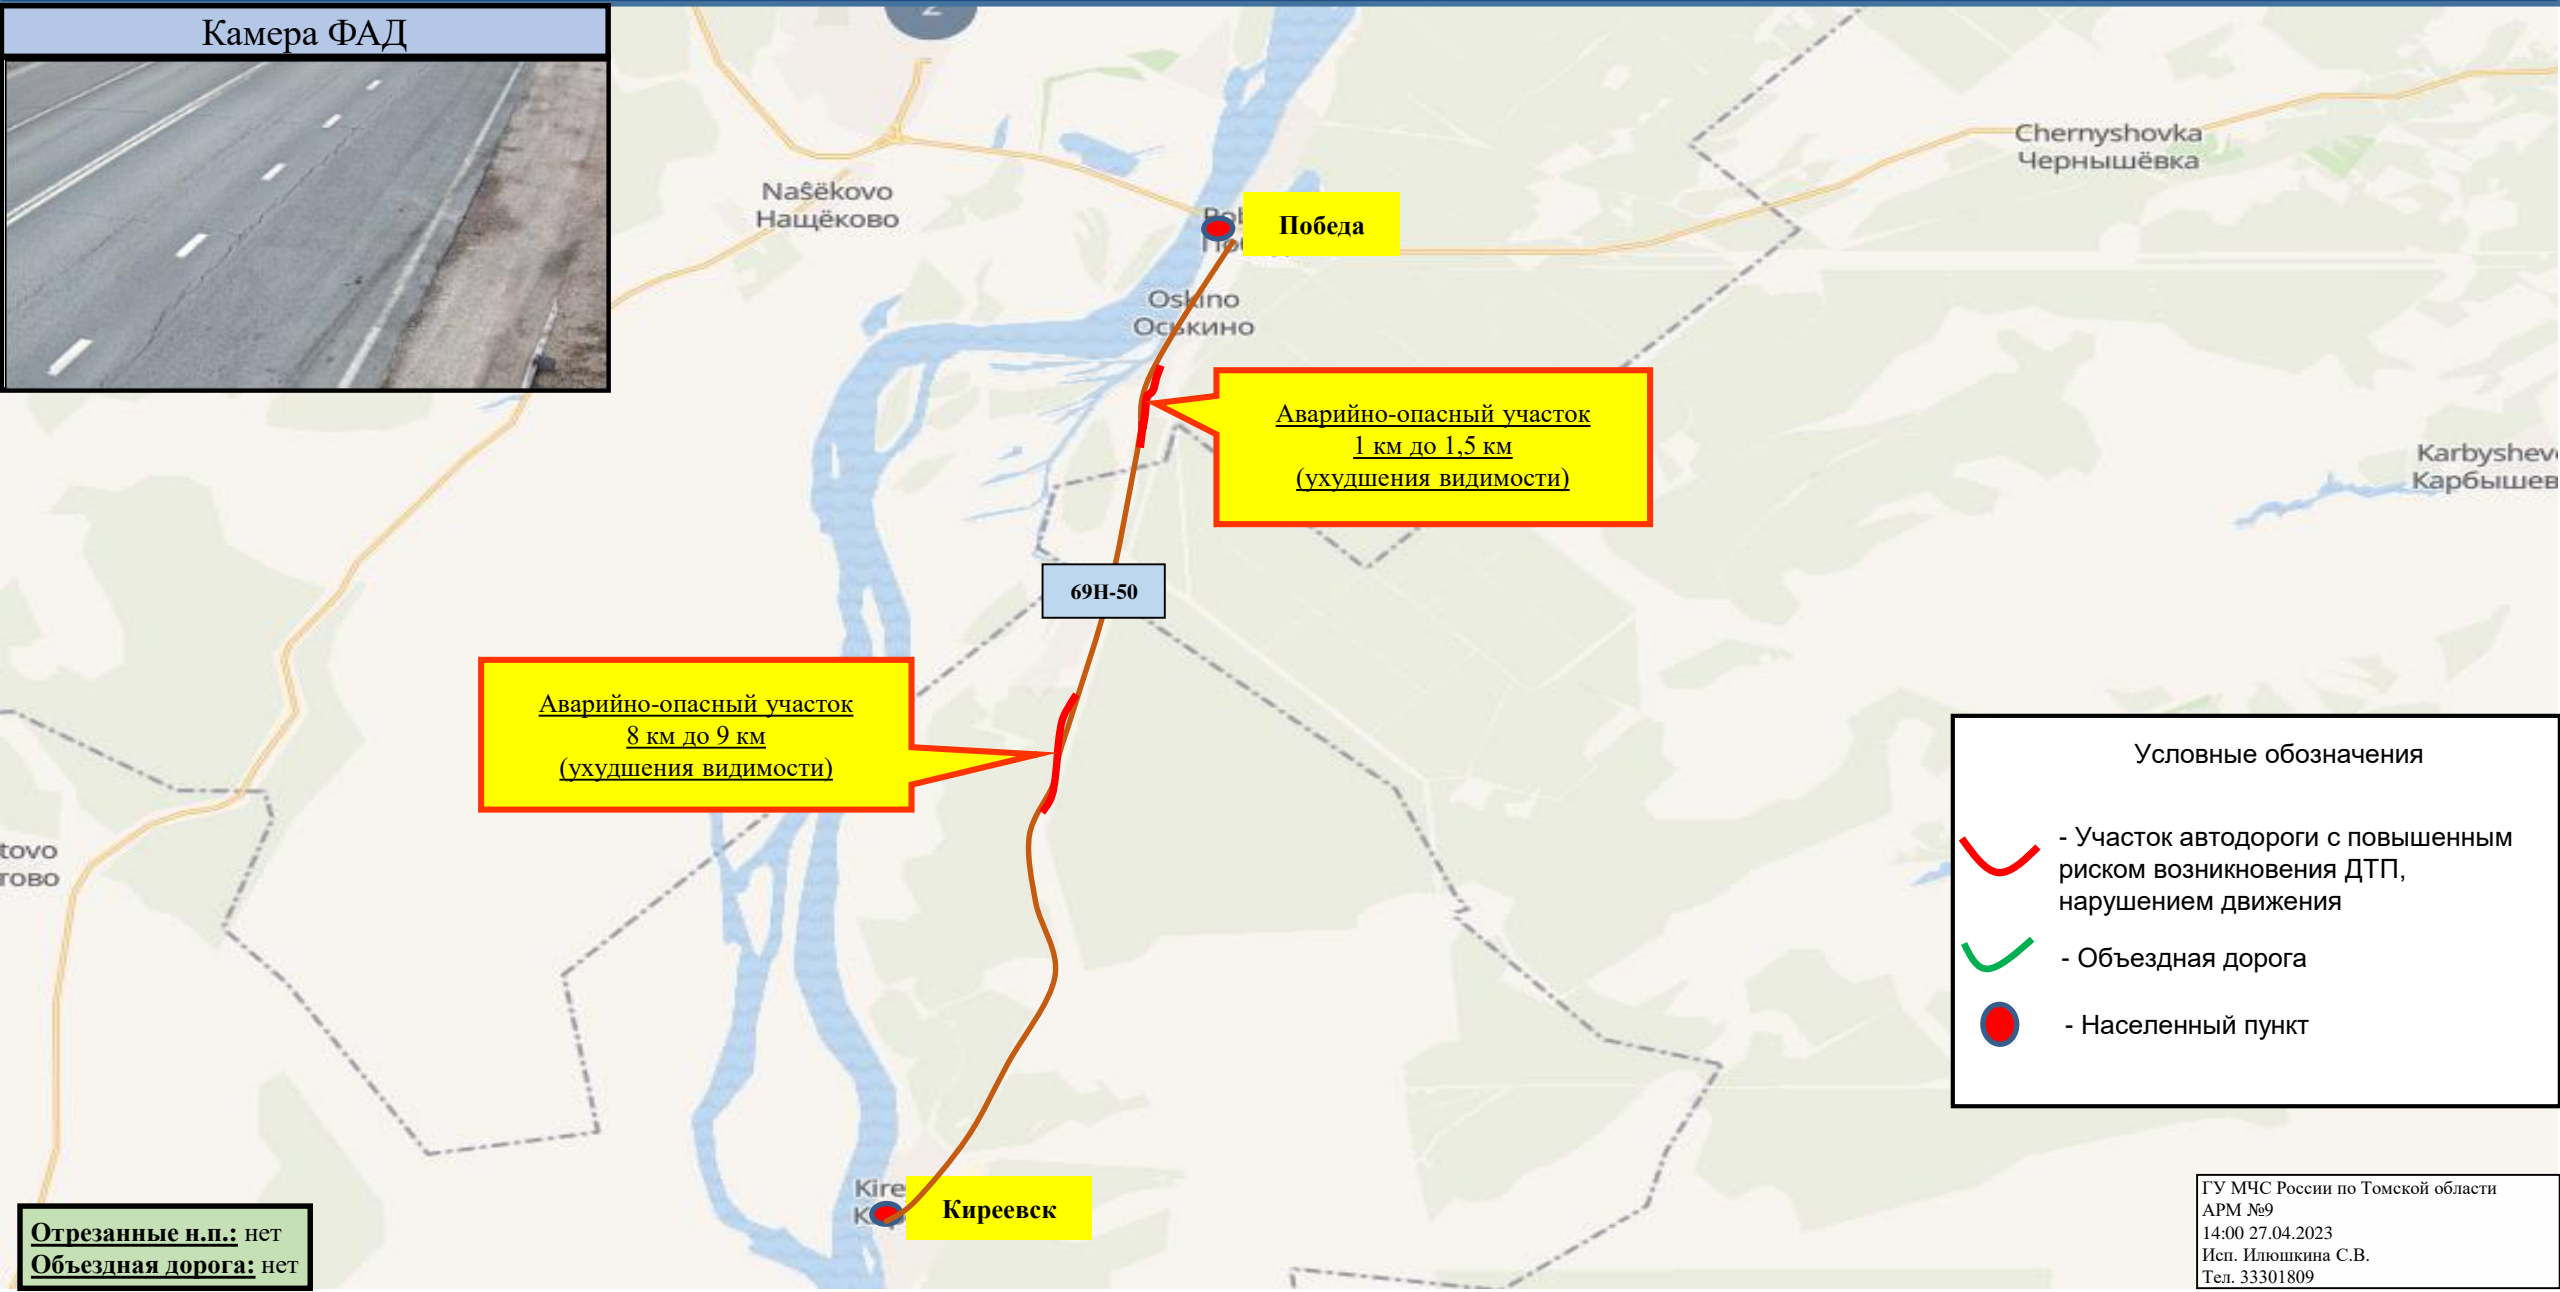 Камера ФАД
2
Chernyshovka
Чернышёвка
Našëkovo
Нащёково
Победа
Oskino
Оськино
Аварийно-опасный участок
1 км до 1,5 км
(ухудшения видимости)
Karbyshev
Карбышев
69Н-50
Аварийно-опасный участок
8 км до 9 км
(ухудшения видимости)
Условные обозначения
- Участок автодороги с повышенным
риском возникновения ДТП,
нарушением движения
- Объездная дорога
- Населенный пункт
tovo
тово
Kire
Киреевск
Отрезанные н.п.: нет
Объездная дорога: нет
ГУ МЧС России по Томской области
АРМ №9
14:00 27.04.2023
Исп. Илюшкина С.В.
Тел. 33301809